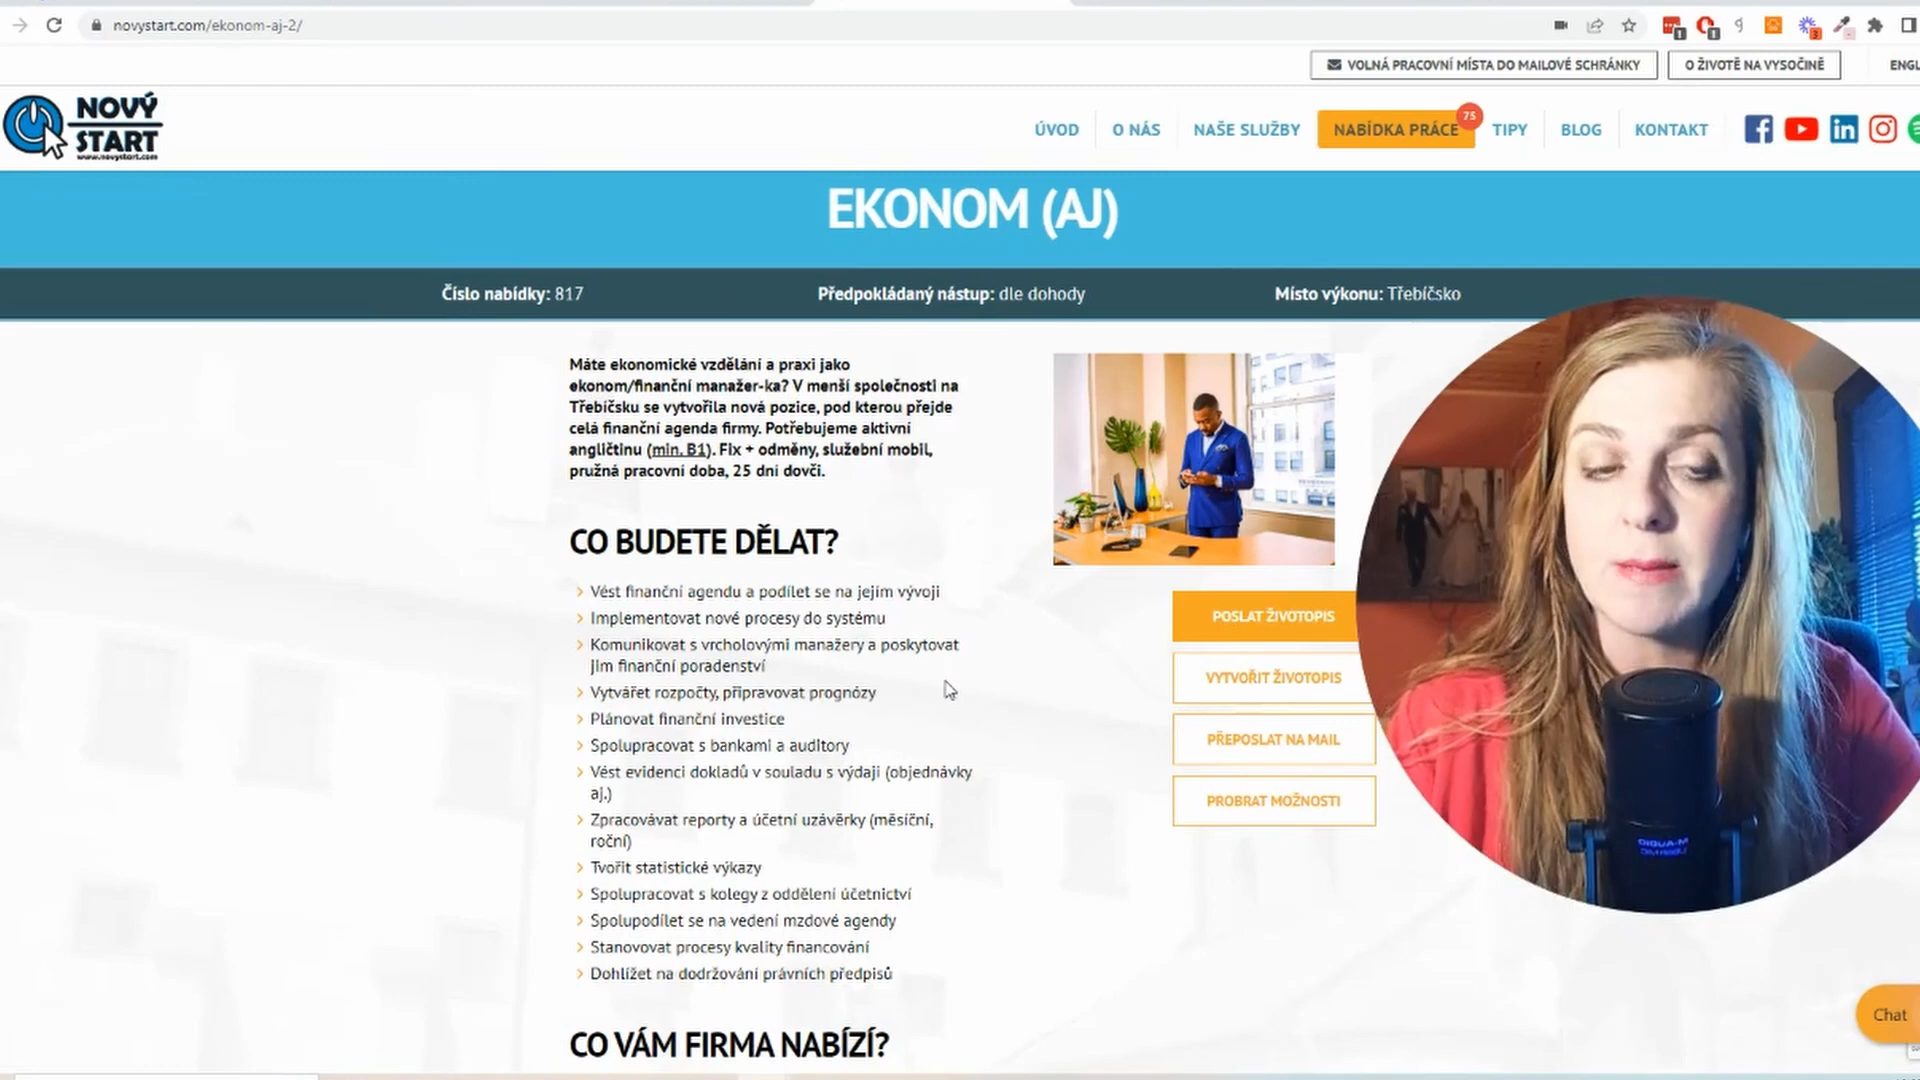 novystart.com/ekonom-aj-2/
VOLNÁ PRACOVNÍ MÍSTA DO MAILOVÉ SCHRÁNKY
O ŽIVOTĚ NA VYSOČINĚ
ENGL
NOVÝ
START
www.novystart.com
ÚVOD
O NÁS
NAŠE SLUŽBY
NABÍDKA PRÁCE
75
TIPY
BLOG
KONTAKT
EKONOM (AJ)
Číslo nabídky: 817
Předpokládaný nástup: dle dohody
Místo výkonu: Třebíčsko
Máte ekonomické vzdělání a praxi jako
ekonom/finanční manažer-ka? V menší společnosti na
Třebíčsku se vytvořila nová pozice, pod kterou přejde
celá finanční agenda firmy. Potřebujeme aktivní
angličtinu (min. B1). Fix + odměny, služební mobil,
pružná pracovní doba, 25 dní dovči.
CO BUDETE DĚLAT?
Vést finanční agendu a podílet se na jejím vývoji
Implementovat nové procesy do systému
Komunikovat s vrcholovými manažery a poskytovat
jim finanční poradenství
Vytvářet rozpočty, připravovat prognózy
Plánovat finanční investice
Spolupracovat s bankami a auditory
Vést evidenci dokladů v souladu s výdaji (objednávky
aj.)
Zpracovávat reporty a účetní uzávěrky (měsíční,
roční)
Tvořit statistické výkazy
Spolupracovat s kolegy z oddělení účetnictví
Spolupodílet se na vedení mzdové agendy
Stanovovat procesy kvality financování
Dohlížet na dodržování právních předpisů
CO VÁM FIRMA NABÍZÍ?
POSLAT ŽIVOTOPIS
VYTVOŘIT ŽIVOTOPIS
PŘEPOSLAT NA MAIL
PROBRAT MOŽNOSTI
Chat